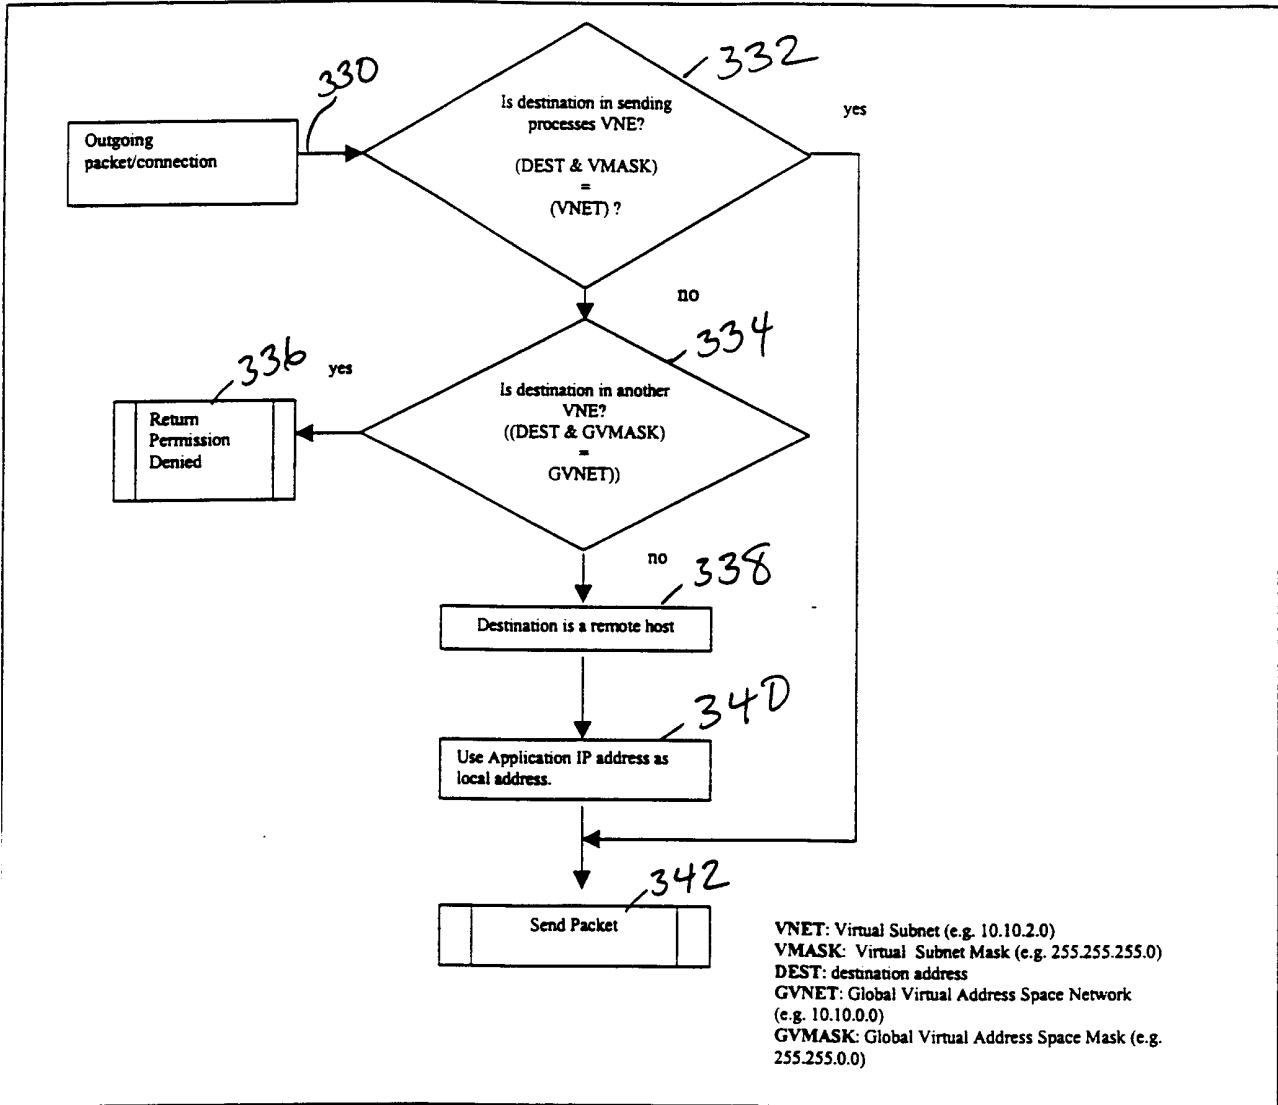 330
332
Is destination in sending
processes VNE?
yes
Outgoing
packet/connection
(DEST & VMASK)
=
(VNET) ?
no
334
336
yes
Is destination in another
VNE?
((DEST & GVMASK)
=
GVNET))
Return
Permission
Denied
no
338
Destination is a remote host
340
Use Application IP address as
local address.
342
Send Packet
VNET: Virtual Subnet (e.g. 10.10.2.0)
VMASK: Virtual Subnet Mask (e.g. 255.255.255.0)
DEST: destination address
GVNET: Global Virtual Address Space Network
(e.g. 10.10.0.0)
GVMASK: Global Virtual Address Space Mask (e.g.
255.255.0.0)